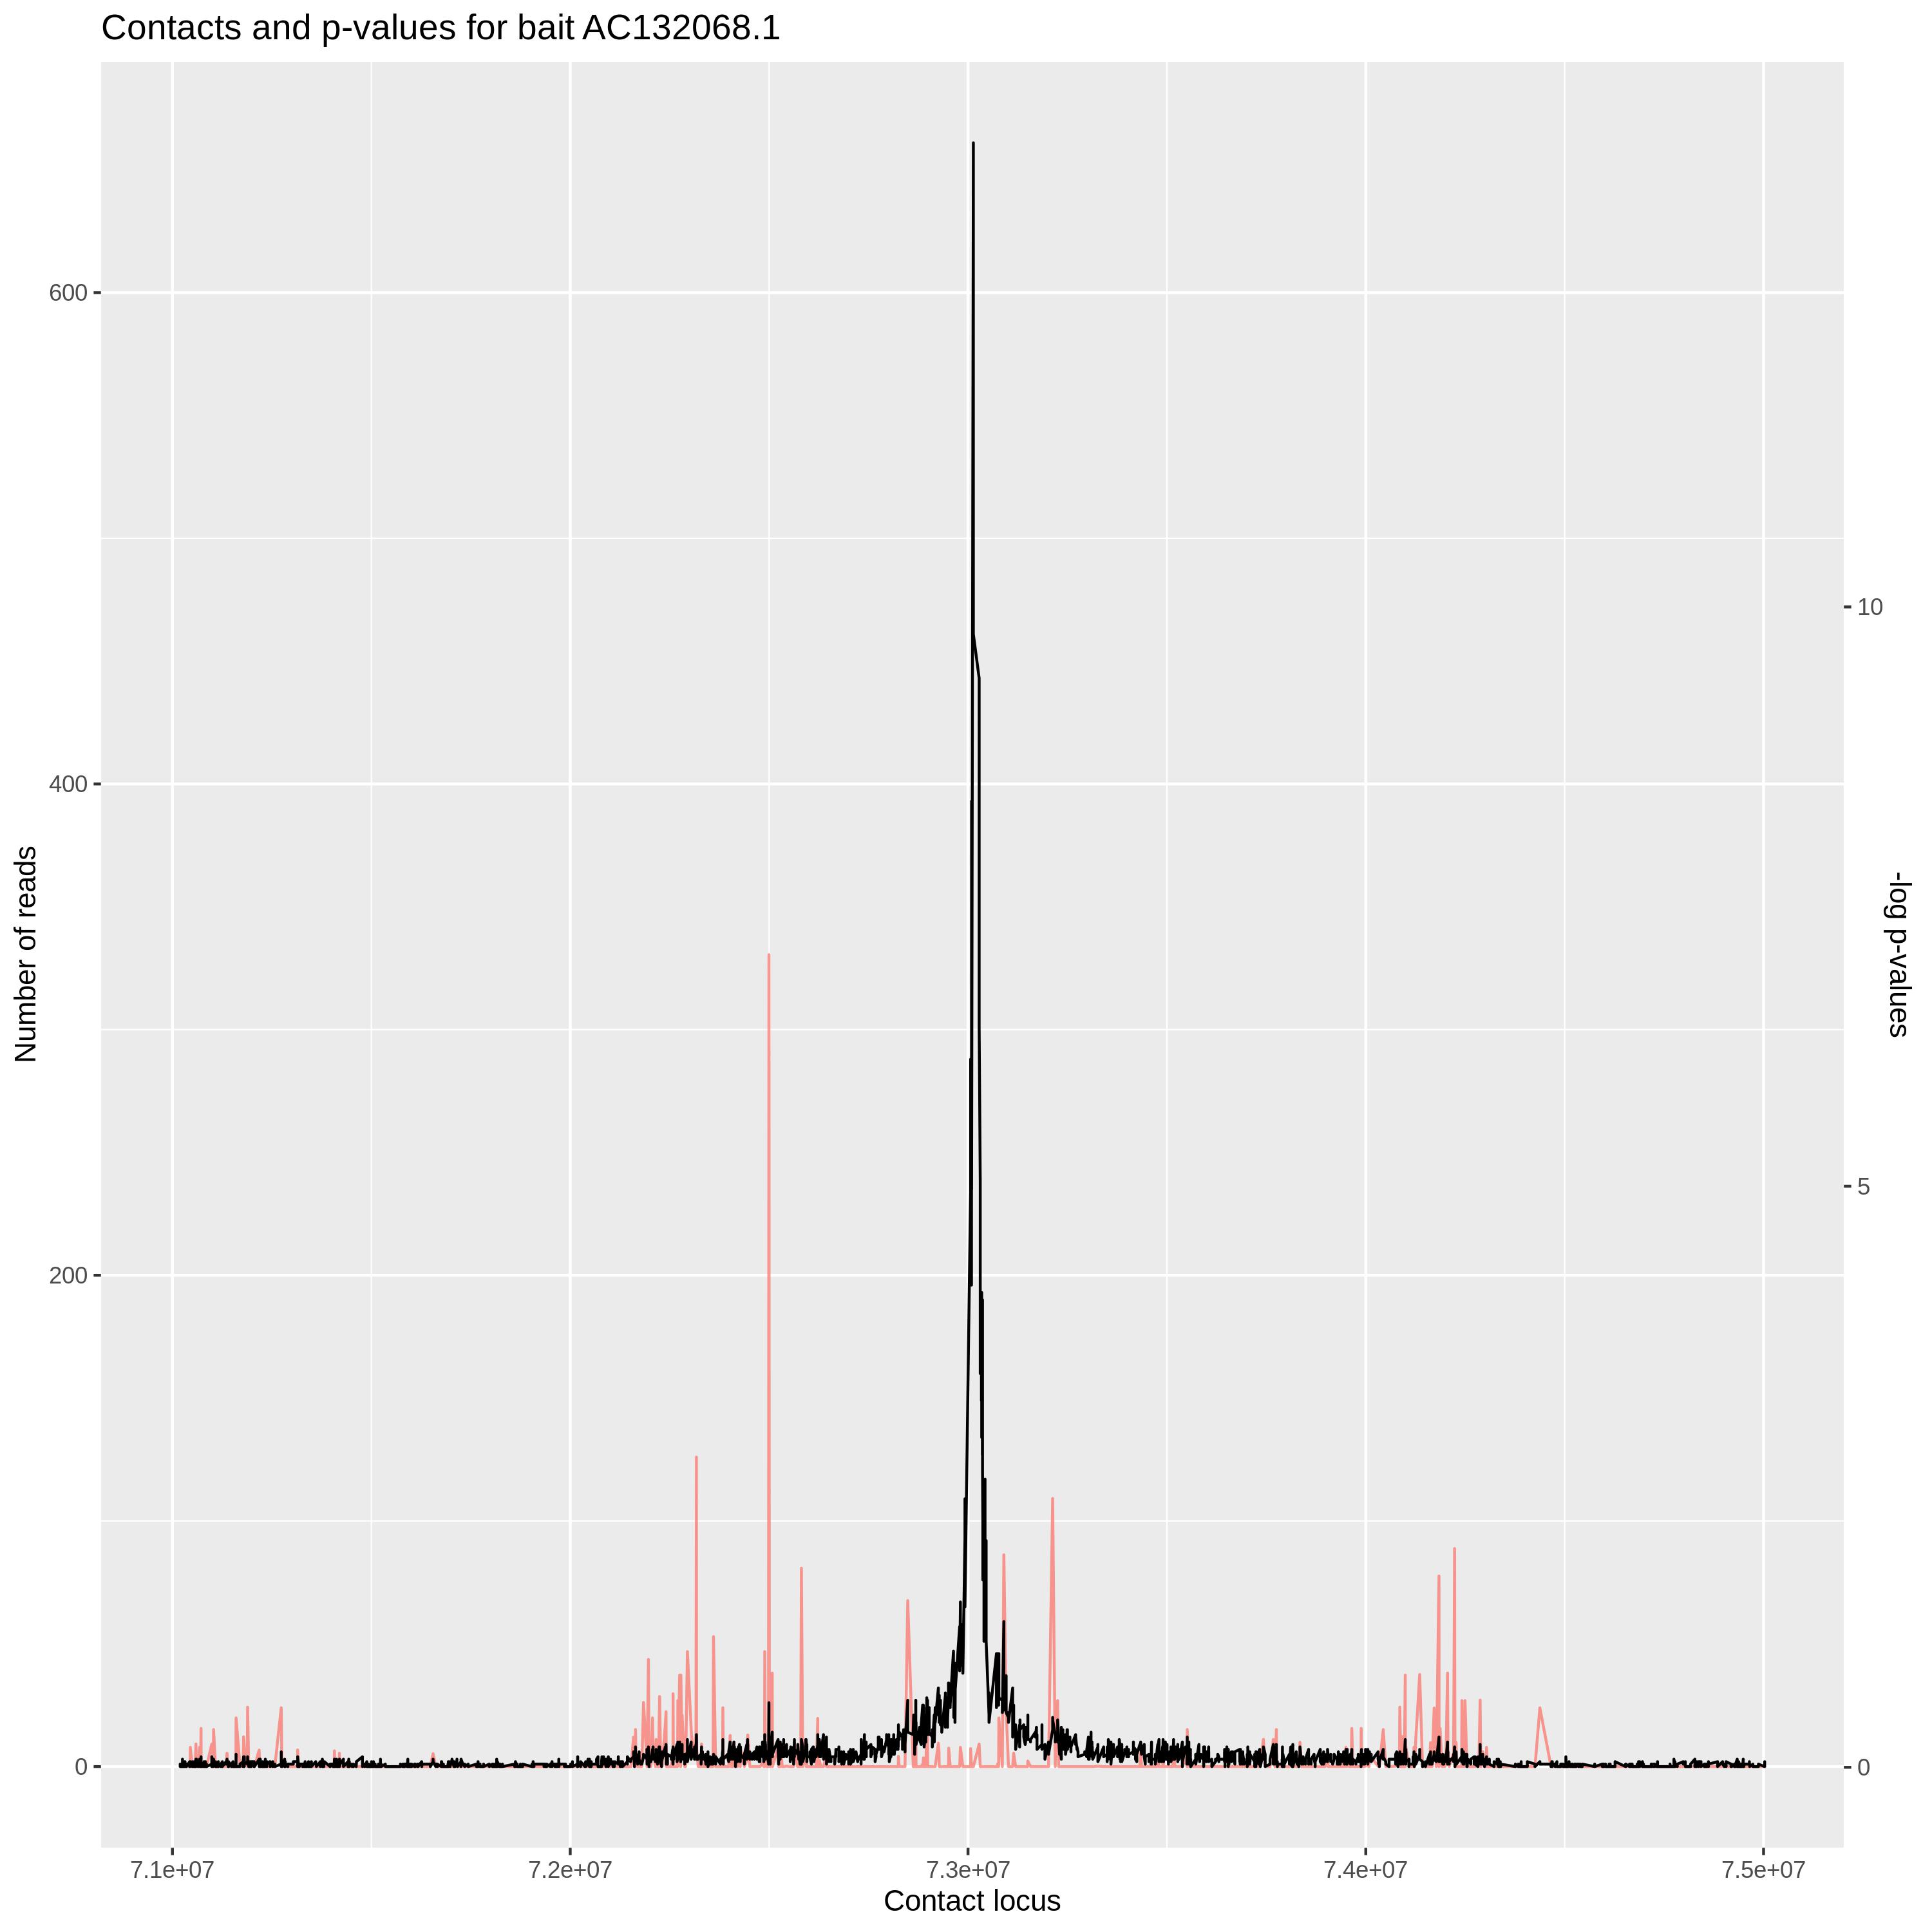 Contacts and p-values for bait AC132068.1
600
400
200
0
Number of reads
10
5
0
-log p-values
7.1e+07
7.2e+07
7.3e+07
7.4e+07
7.5e+07
Contact locus